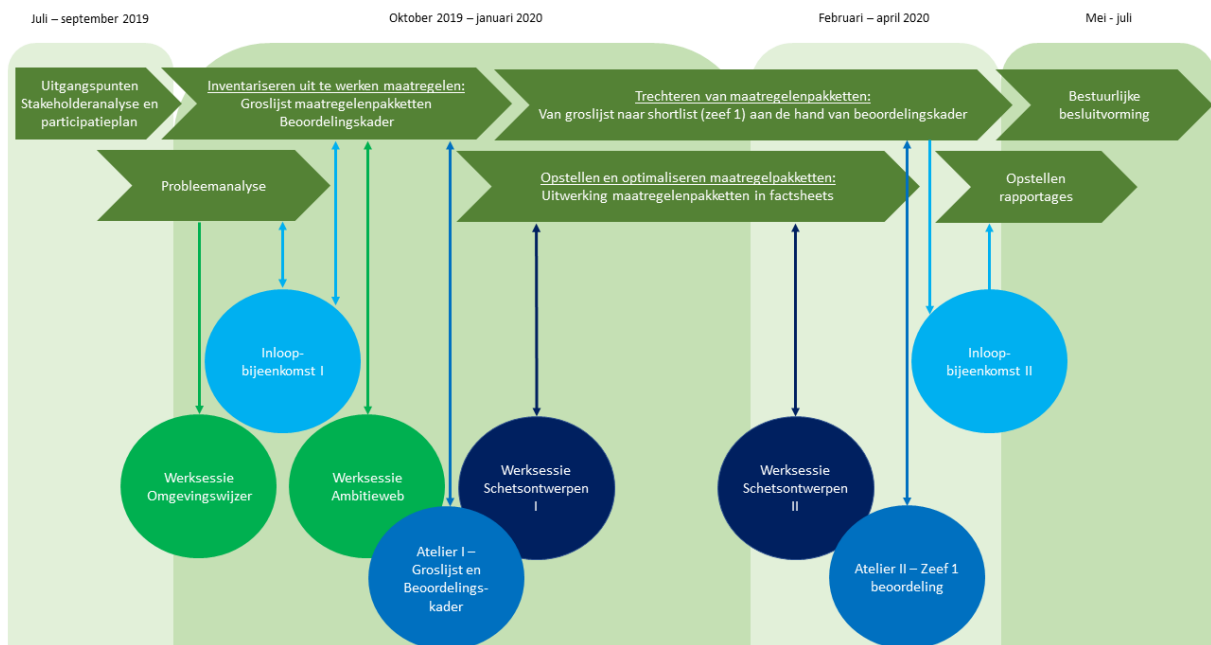 Juli – september 2019
Oktober 2019 – januari 2020
Februari – april 2020
Mei - juli
Uitgangspunten
Stakeholderanalyse en
participatieplan
Inventariseren uit te werken maatregelen:
Groslijst maatregelenpakketten
Beoordelingskader
Trechteren van maatregelenpakketten:
Van groslijst naar shortlist (zeef 1) aan de hand van beoordelingskader
Bestuurlijke
besluitvorming
Probleemanalyse
Opstellen en optimaliseren maatregelpakketten:
Uitwerking maatregelenpakketten in factsheets
Opstellen
rapportages
Inloop-
bijeenkomst I
Inloop-
bijeenkomst II
Werksessie
Omgevingswijzer
Werksessie
Ambitieweb
Werksessie
Schetsontwerpen
I
Werksessie
Schetsontwerpen
II
Atelier I –
Groslijst en
Beoordelings-
kader
Atelier II – Zeef 1
beoordeling